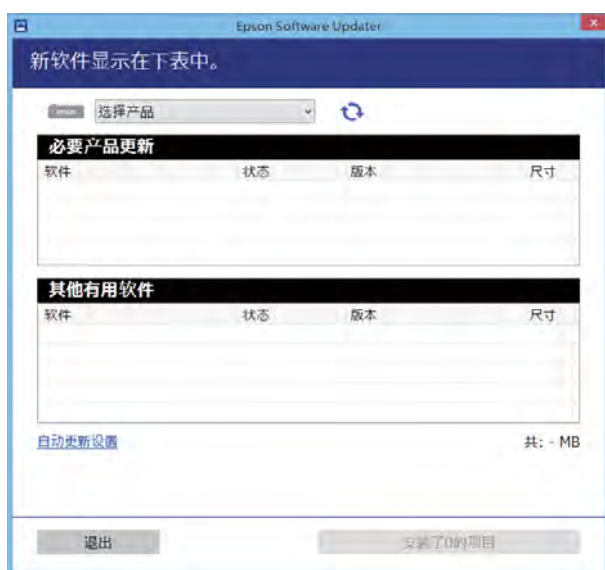 Epson Software Updater
新软件显示在下表中。
EPSON 选择产品
必要产品更新
软件 状态 版本 尺寸
其他有用软件
软件 状态 版本 尺寸
自动更新设置 共: - MB
退出 安装了0的项目